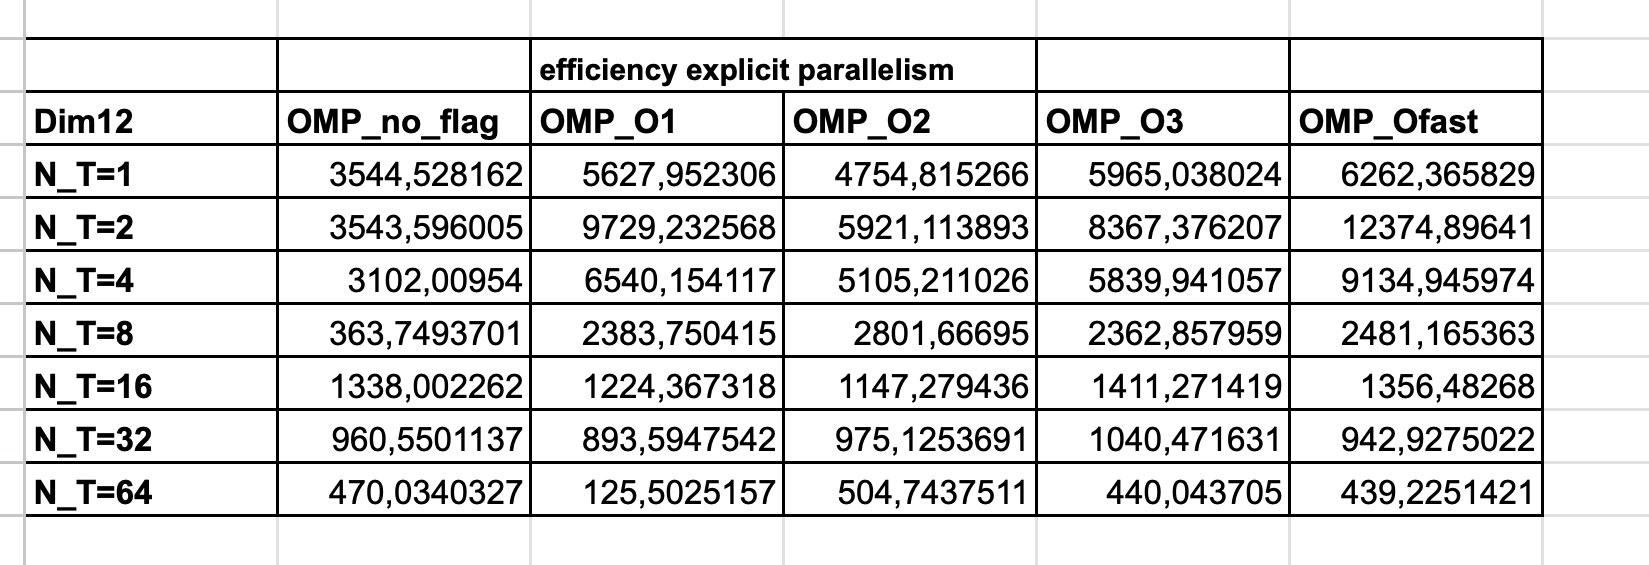 efficiency explicit parallelism
Dim12 OMP_no_flag OMP_O1 OMP_O2 OMP_O3 OMP_Ofast
N_T=1 3544,528162 5627,952306 4754,815266 5965,038024 6262,365829
N_T=2 3543,596005 9729,232568 5921,113893 8367,376207 12374,89641
N_T=4 3102,00954 6540,154117 5105,211026 5839,941057 9134,945974
N_T=8 363,7493701 2383,750415 2801,66695 2362,857959 2481,165363
N_T=16 1338,002262 1224,367318 1147,279436 1411,271419 1356,48268
N_T=32 960,5501137 893,5947542 975,1253691 1040,471631 942,9275022
N_T=64 470,0340327 125,5025157 504,7437511 440,043705 439,2251421